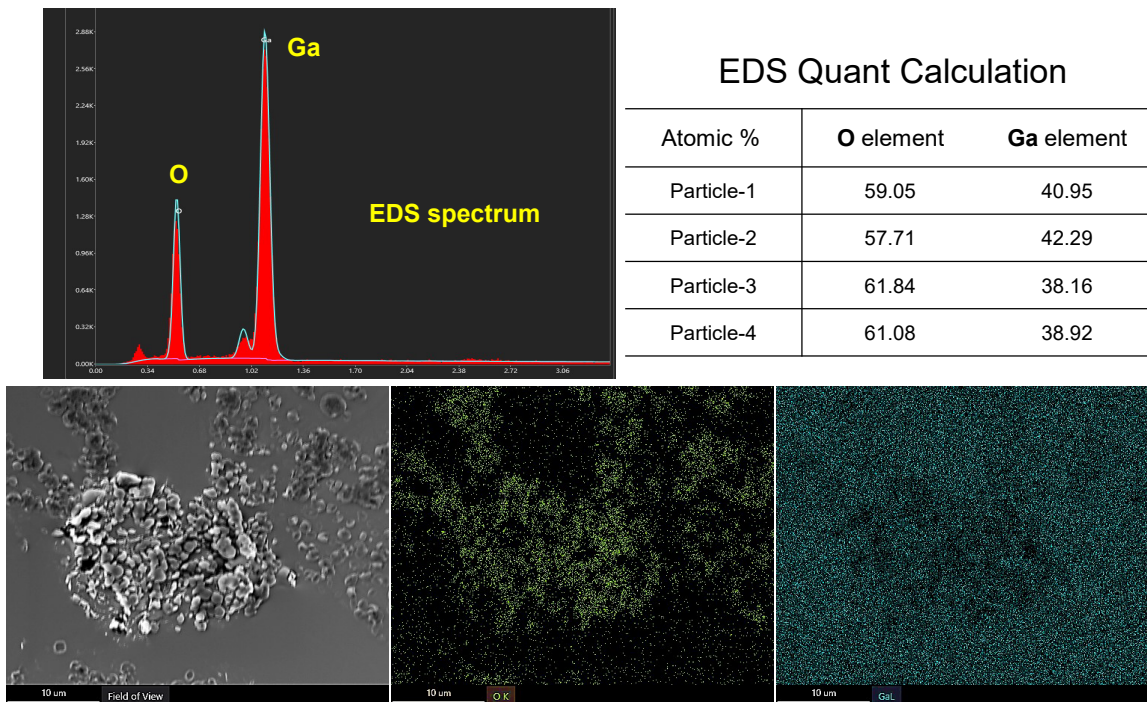 2.88K
2.56K
2.24K
1.92K
1.60K
1.28K
0.96K
0.64K
0.32K
0.00K
Ga
Ga
O
O
EDS spectrum
0.00 0.34 0.68 1.02 1.36 1.70 2.04 2.38 2.72 3.06
EDS Quant Calculation
Atomic % O element Ga element
Particle-1 59.05 40.95
Particle-2 57.71 42.29
Particle-3 61.84 38.16
Particle-4 61.08 38.92
10 um Field of View
10 um O K
10 um GaL